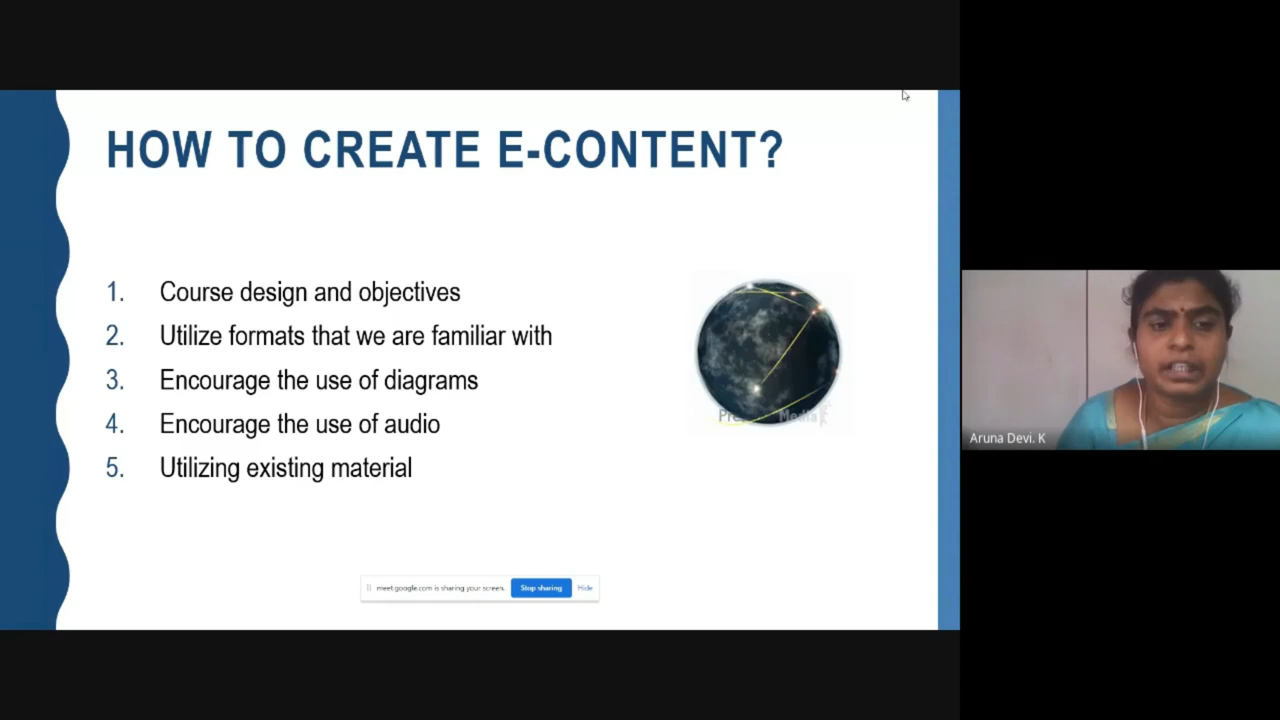 HOW TO CREATE E-CONTENT?
1. Course design and objectives
2. Utilize formats that we are familiar with
3. Encourage the use of diagrams
4. Encourage the use of audio
5. Utilizing existing material
Media
Aruna Devi. K
meet.google.com is sharing your screen. Stop sharing Hide